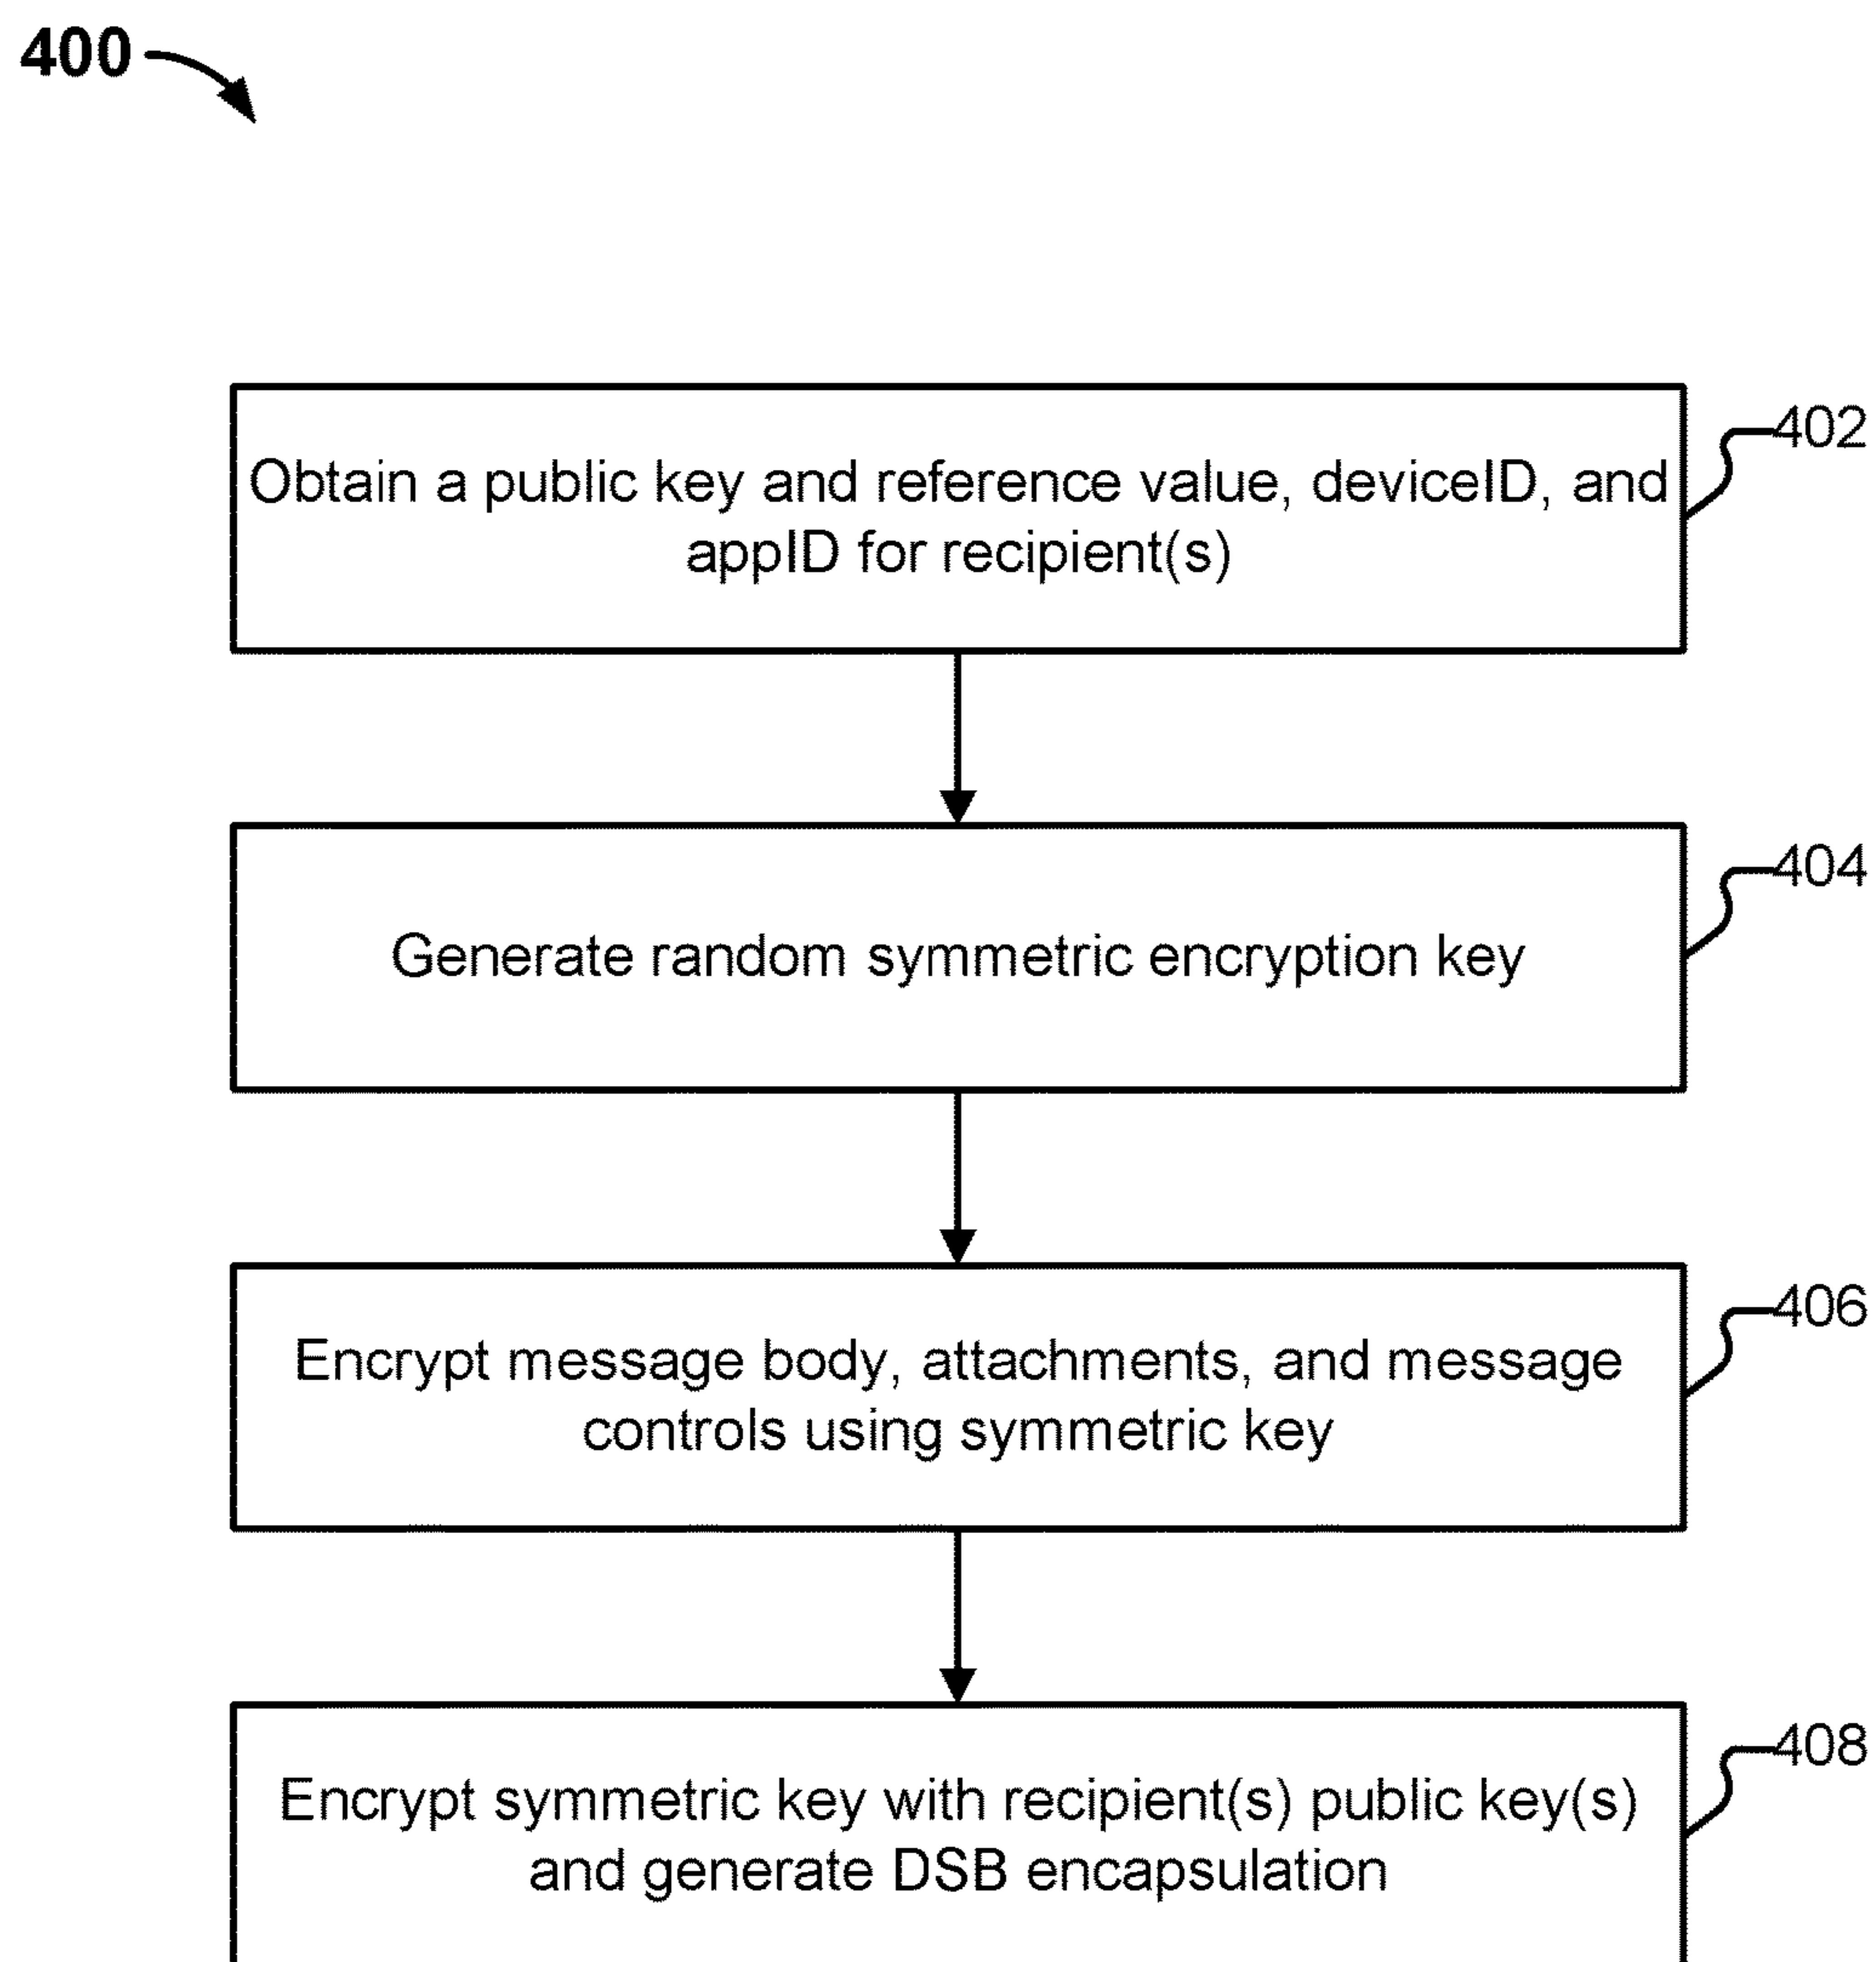 400
Obtain a public key and reference value, deviceID, and
appID for recipient(s)
402
Generate random symmetric encryption key
404
Encrypt message body, attachments, and message
controls using symmetric key
406
Encrypt symmetric key with recipient(s) public key(s)
and generate DSB encapsulation
408